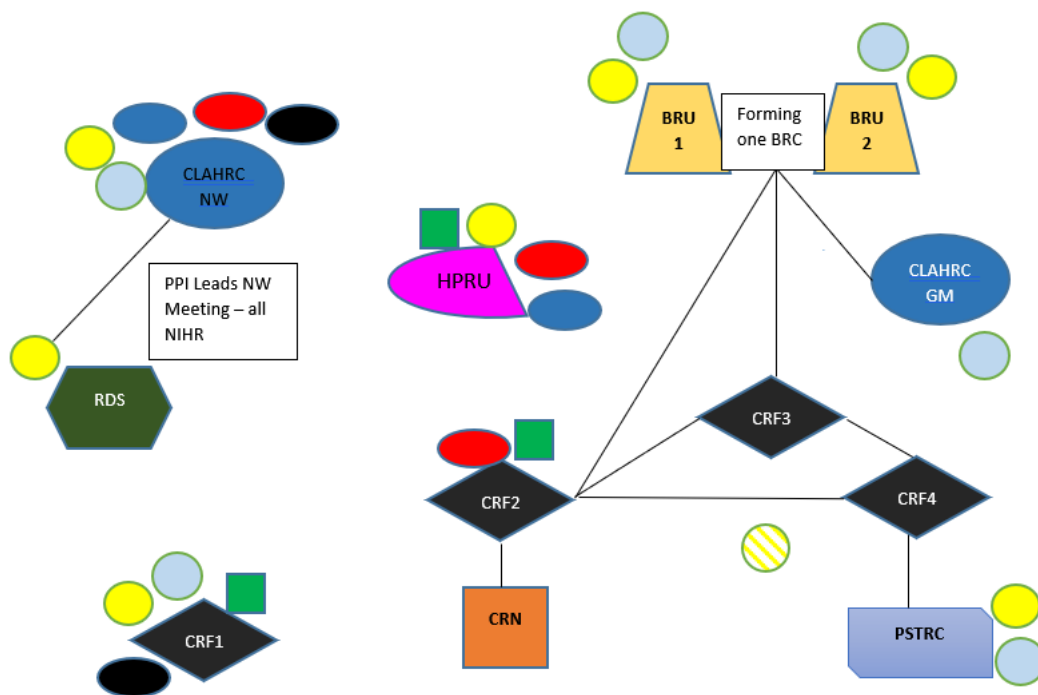 BRU
1
Forming
one BRC
BRU
2
CLAHRC
NW
HPRU
CLAHRC
GM
PPI Leads NW
Meeting – all
NIHR
RDS
CRF3
CRF2
CRF4
CRN
CRF1
PSTRC